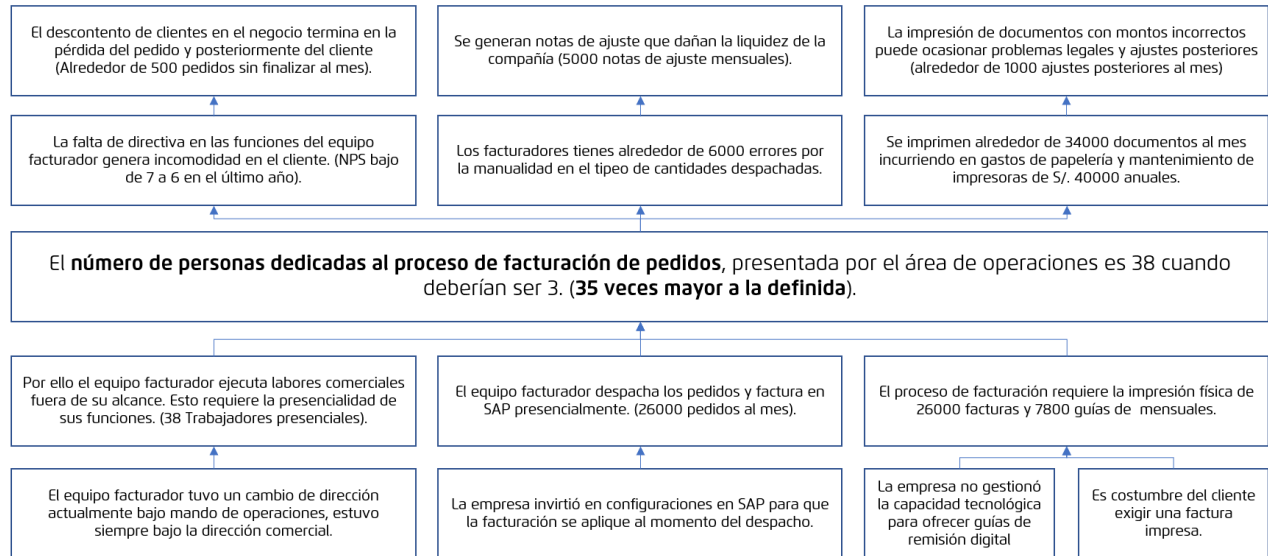 El descontento de clientes en el negocio termina en la
pérdida del pedido y posteriormente del cliente
(Alrededor de 500 pedidos sin finalizar al mes).
Se generan notas de ajuste que dañan la liquidez de la
compañía (5000 notas de ajuste mensuales).
La impresión de documentos con montos incorrectos
puede ocasionar problemas legales y ajustes posteriores
(alrededor de 1000 ajustes posteriores al mes)
La falta de directiva en las funciones del equipo
facturador genera incomodidad en el cliente. (NPS bajo
de 7 a 6 en el último año).
Los facturadores tienes alrededor de 6000 errores por
la manualidad en el tipeo de cantidades despachadas.
Se imprimen alrededor de 34000 documentos al mes
incurriendo en gastos de papelería y mantenimiento de
impresoras de S/. 40000 anuales.
El número de personas dedicadas al proceso de facturación de pedidos, presentada por el área de operaciones es 38 cuando
deberían ser 3. (35 veces mayor a la definida).
Por ello el equipo facturador ejecuta labores comerciales
fuera de su alcance. Esto requiere la presencialidad de
sus funciones. (38 Trabajadores presenciales).
El equipo facturador despacha los pedidos y factura en
SAP presencialmente. (26000 pedidos al mes).
El proceso de facturación requiere la impresión física de
26000 facturas y 7800 guías de mensuales.
El equipo facturador tuvo un cambio de dirección
actualmente bajo mando de operaciones, estuvo
siempre bajo la dirección comercial.
La empresa invirtió en configuraciones en SAP para que
la facturación se aplique al momento del despacho.
La empresa no gestionó
la capacidad tecnológica
para ofrecer guías de
remisión digital
Es costumbre del cliente
exigir una factura
impresa.